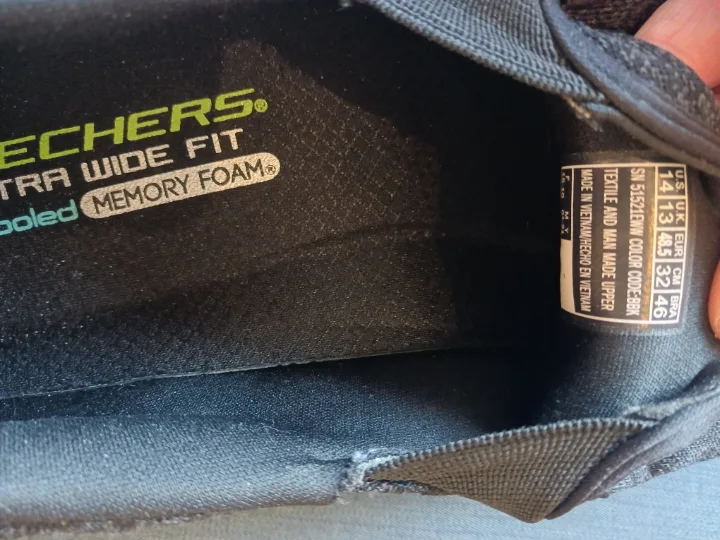 ECHERS®
TRA WIDE FIT
ooled MEMORY FOAM®
U.S. U.K. EUR CM BRA
14 13 48.5 32 46
SN 51521EWW COLOR CODE:BBK
TEXTILE AND MAN MADE UPPER
MADE IN VIETNAM/HECHO EN VIETNAM